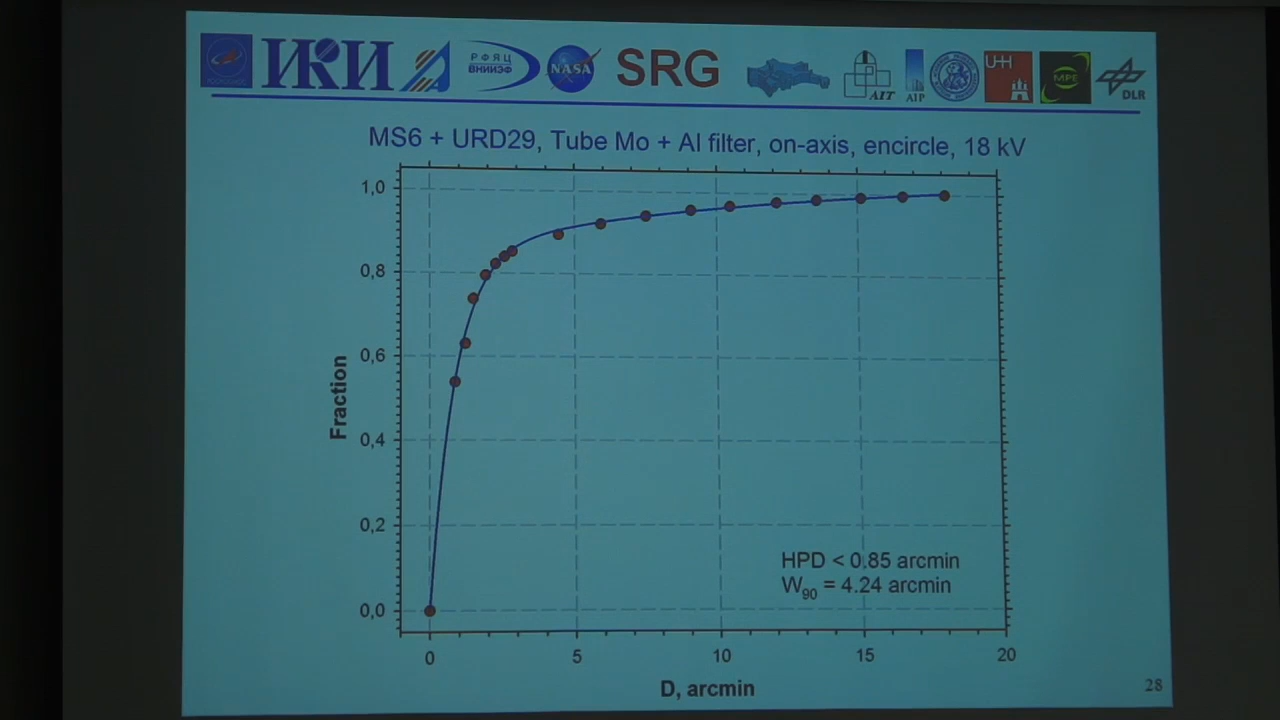 ИКИ РФЯЦ ВНИИЭФ NASA SRG AIT AIP UHH MPE DLR
MS6 + URD29, Tube Mo + Al filter, on-axis, encircle, 18 kV
1,0
0,8
0,6
0,4
0,2
0,0
Fraction
HPD < 0.85 arcmin
W90 = 4.24 arcmin
0 5 10 15 20
D, arcmin
28